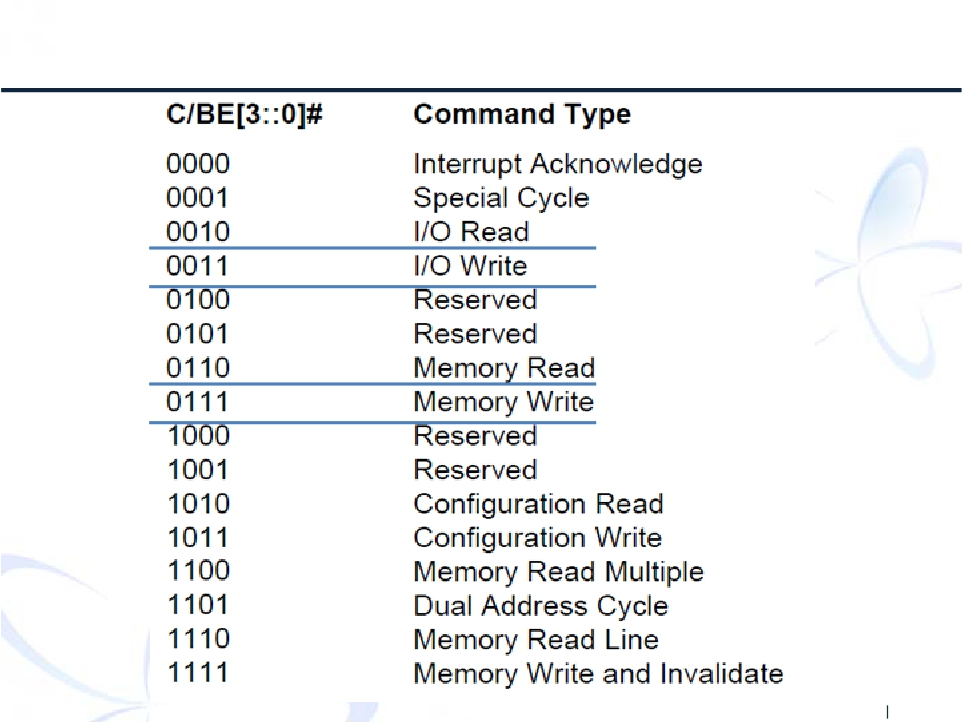 C/BE[3::0]# Command Type
0000 Interrupt Acknowledge
0001 Special Cycle
0010 I/O Read
0011 I/O Write
0100 Reserved
0101 Reserved
0110 Memory Read
0111 Memory Write
1000 Reserved
1001 Reserved
1010 Configuration Read
1011 Configuration Write
1100 Memory Read Multiple
1101 Dual Address Cycle
1110 Memory Read Line
1111 Memory Write and Invalidate
|